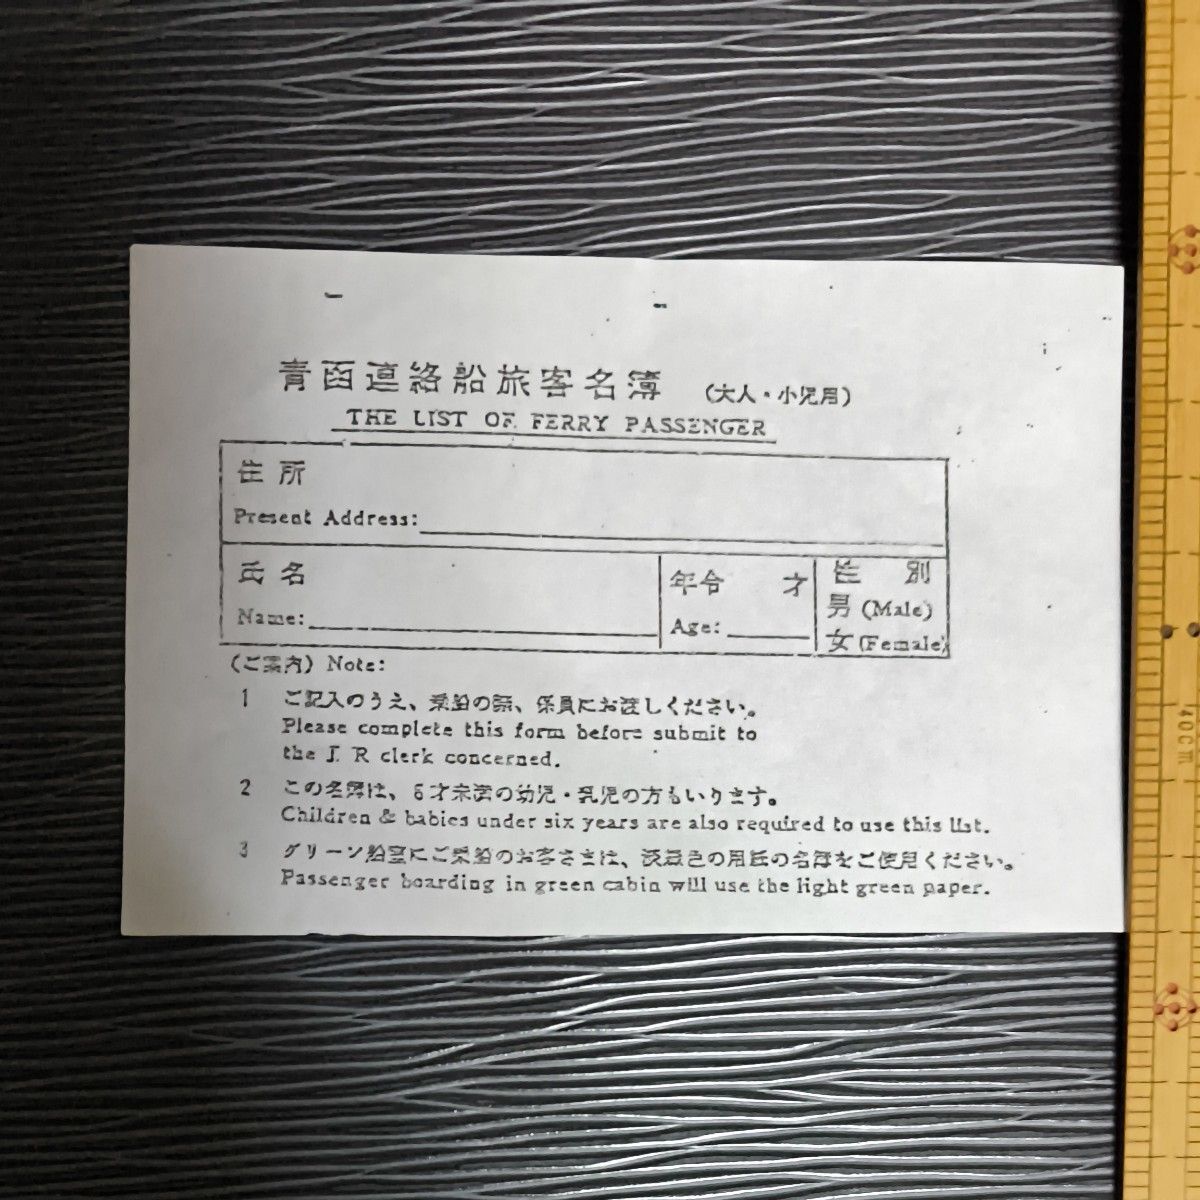 青函連絡船旅客名簿 (大人・小児用)
THE LIST OF FERRY PASSENGER
住所
Present Address:
氏名
Name:
年令 才
Age:
性別
男 (Male)
女 (Female)
(ご案内) Note:
1 ご記入のうえ、乗船の際、係員にお渡しください。
Please complete this form before submit to
the J. R clerk concerned.
2 この名簿は、6才未満の幼児・乳児の方もいります。
Children & babies under six years are also required to use this list.
3 グリーン船室にご乗船のお客さまは、淡緑色の用紙の名簿をご使用ください。
Passenger boarding in green cabin will use the light green paper.
40cm